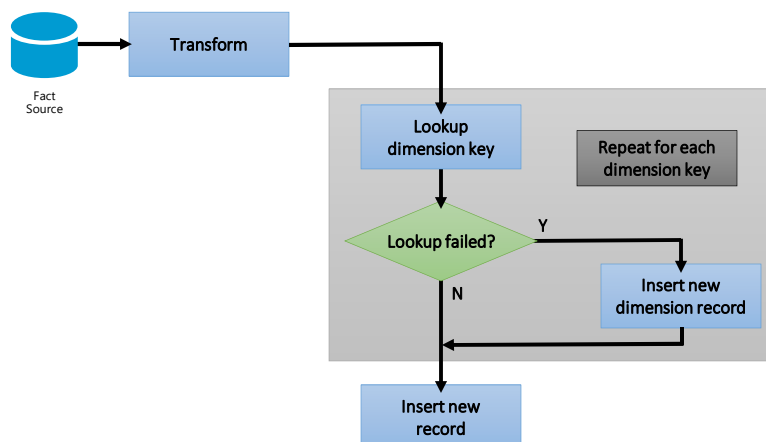 Transform
Fact
Source
Lookup
dimension key
Repeat for each
dimension key
Lookup failed?
Y
N
Insert new
dimension record
Insert new
record